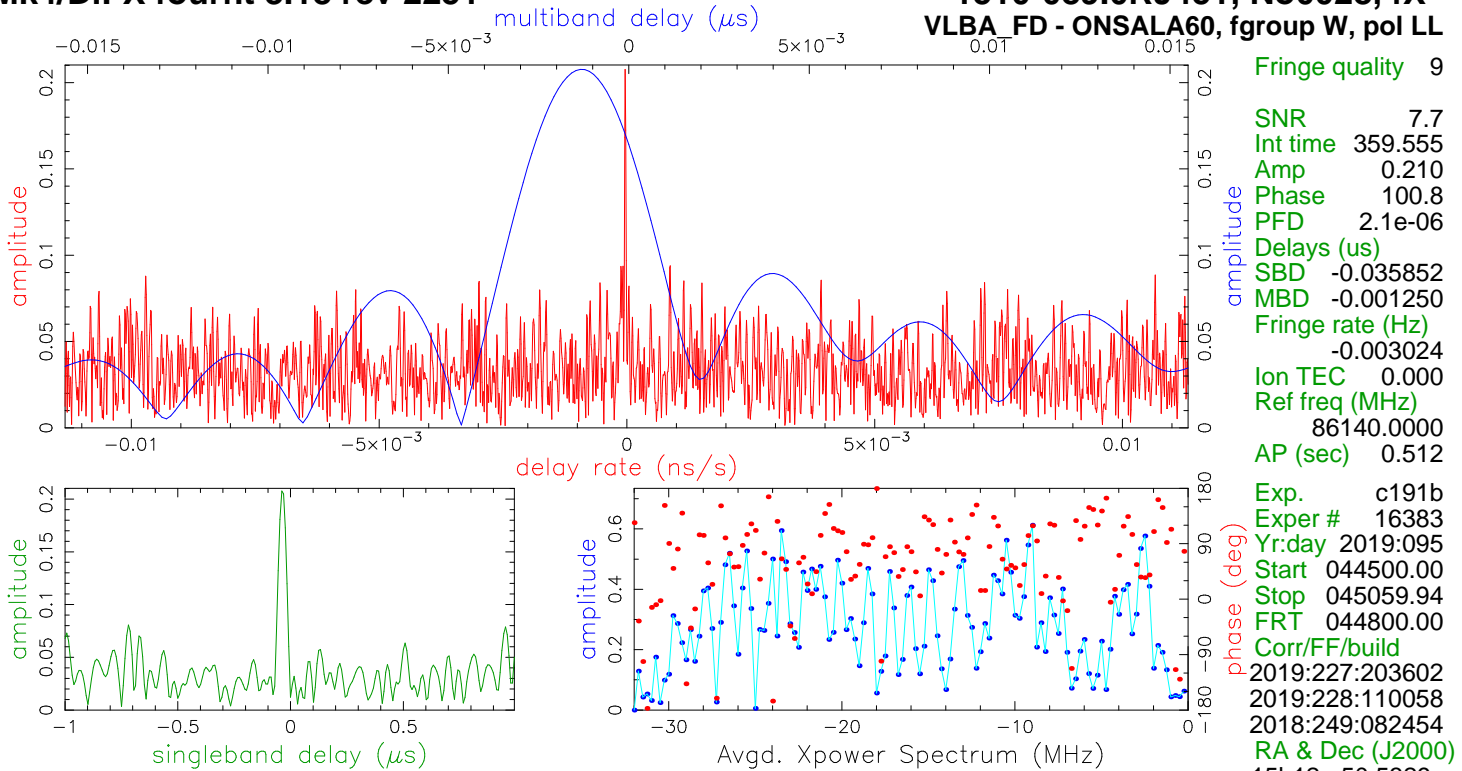 multiband delay (μs)
VLBA_FD - ONSALA60, fgroup W, pol LL
−0.015 −0.01 −5×10⁻³ 0 5×10⁻³ 0.01 0.015
amplitude
0 0.05 0.1 0.15 0.2
amplitude
0 0.05 0.1 0.15 0.2
−0.01 −5×10⁻³ 0 5×10⁻³ 0.01
delay rate (ns/s)
amplitude
0 0.05 0.1 0.15 0.2
−1 −0.5 0 0.5
singleband delay (μs)
amplitude
0 0.2 0.4 0.6
phase (deg)
−180 −90 0 90 180
−30 −20 −10 0
Avgd. Xpower Spectrum (MHz)
Fringe quality 9
SNR 7.7
Int time 359.555
Amp 0.210
Phase 100.8
PFD 2.1e-06
Delays (us)
SBD -0.035852
MBD -0.001250
Fringe rate (Hz)
-0.003024
Ion TEC 0.000
Ref freq (MHz)
86140.0000
AP (sec) 0.512
Exp. c191b
Exper # 16383
Yr:day 2019:095
Start 044500.00
Stop 045059.94
FRT 044800.00
Corr/FF/build
2019:227:203602
2019:228:110058
2018:249:082454
RA & Dec (J2000)